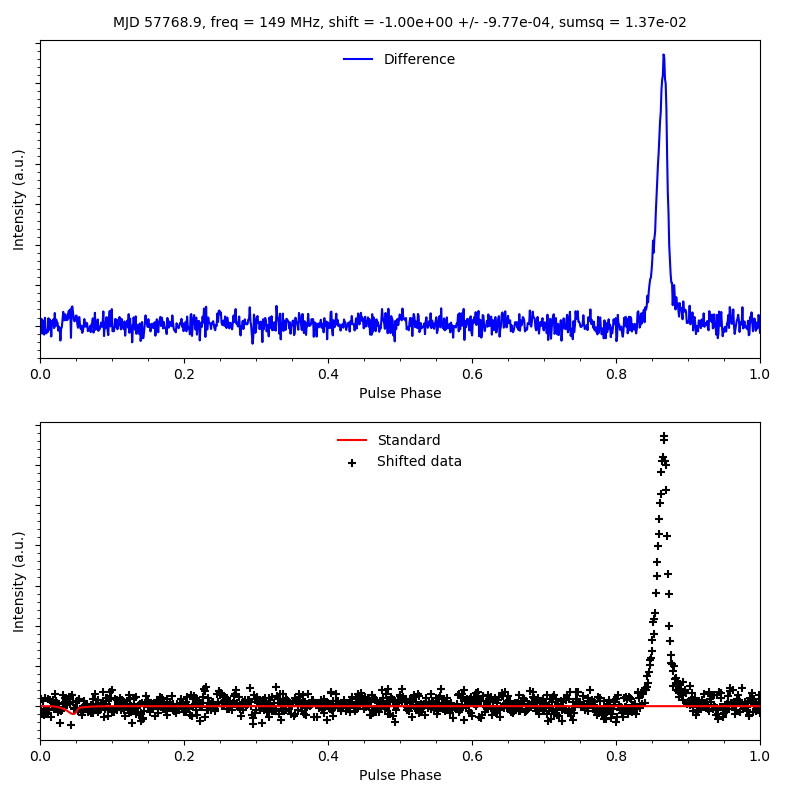 MJD 57768.9, freq = 149 MHz, shift = -1.00e+00 +/- -9.77e-04, sumsq = 1.37e-02
Difference
Intensity (a.u.)
0.0 0.2 0.4 0.6 0.8 1.0
Pulse Phase
Standard
Shifted data
Intensity (a.u.)
0.0 0.2 0.4 0.6 0.8 1.0
Pulse Phase